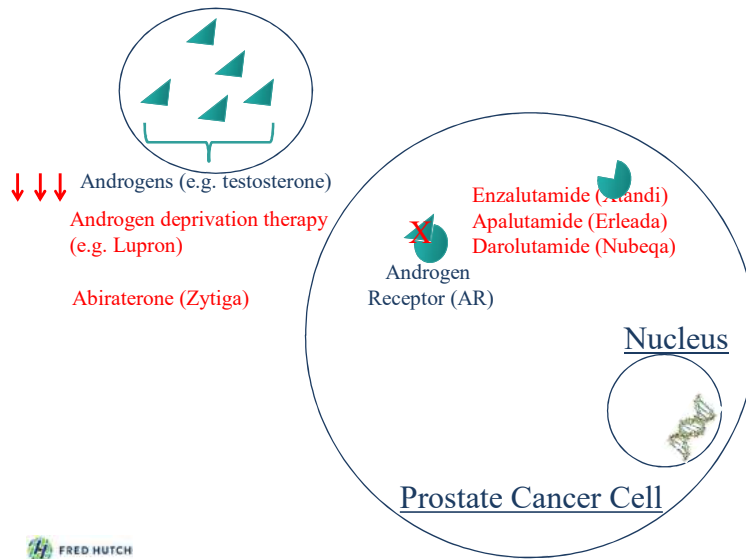 Androgens (e.g. testosterone)
Androgen deprivation therapy
(e.g. Lupron)
Abiraterone (Zytiga)
Enzalutamide (
Apalutamide (Erleada)
Darolutamide (Nubeqa)
X
Androgen
Receptor (AR)
Nucleus
Prostate Cancer Cell
FRED HUTCH